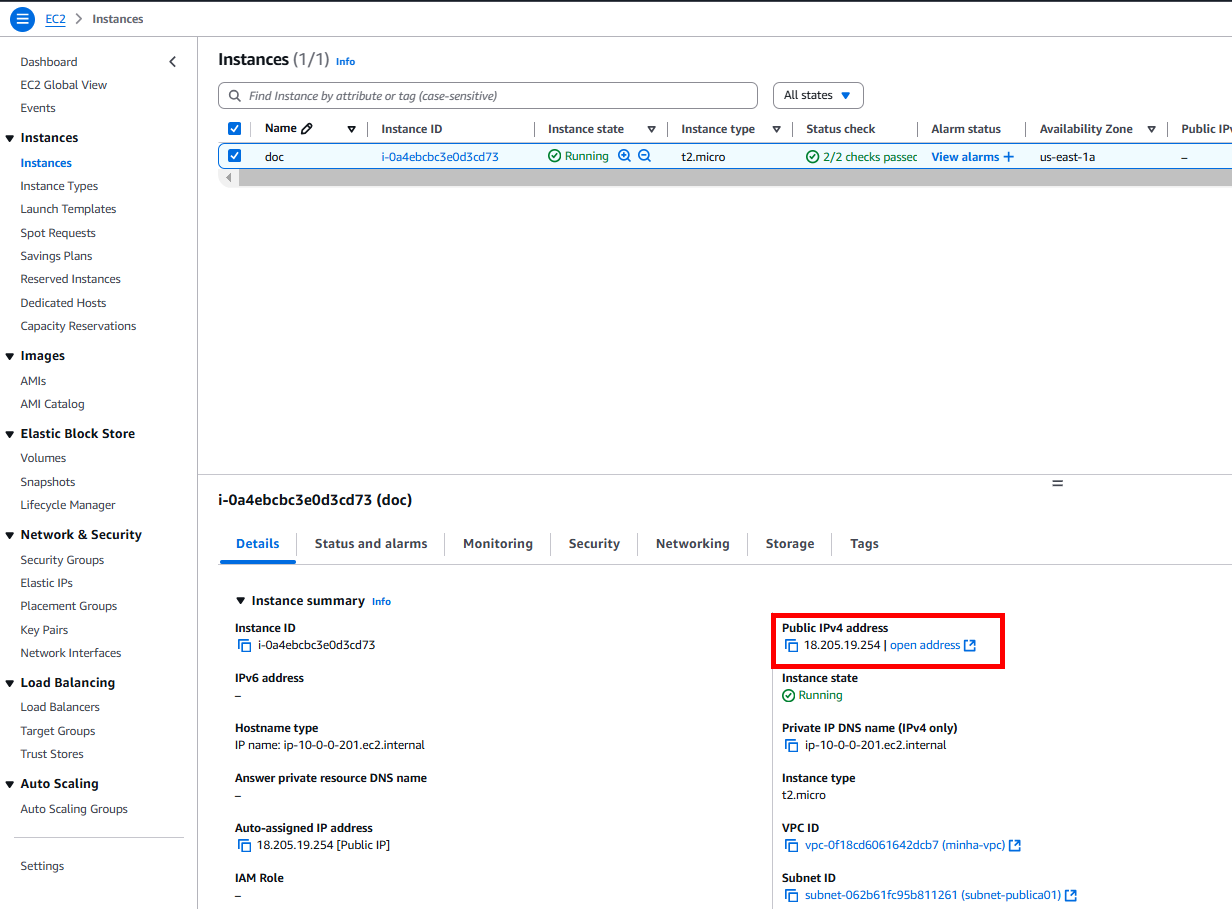 EC2 > Instances
Dashboard
EC2 Global View
Events
Instances
Instances
Instance Types
Launch Templates
Spot Requests
Savings Plans
Reserved Instances
Dedicated Hosts
Capacity Reservations
Images
AMIs
AMI Catalog
Elastic Block Store
Volumes
Snapshots
Lifecycle Manager
Network & Security
Security Groups
Elastic IPs
Placement Groups
Key Pairs
Network Interfaces
Load Balancing
Load Balancers
Target Groups
Trust Stores
Auto Scaling
Auto Scaling Groups
Settings
Instances (1/1) Info
Find Instance by attribute or tag (case-sensitive) All states
Name Instance ID Instance state Instance type Status check Alarm status Availability Zone Public IPv
doc i-0a4ebcbc3e0d3cd73 Running t2.micro 2/2 checks passec View alarms + us-east-1a –
i-0a4ebcbc3e0d3cd73 (doc)
Details Status and alarms Monitoring Security Networking Storage Tags
Instance summary Info
Instance ID
i-0a4ebcbc3e0d3cd73
Public IPv4 address
18.205.19.254 | open address
IPv6 address
–
Instance state
Running
Hostname type
IP name: ip-10-0-0-201.ec2.internal
Private IP DNS name (IPv4 only)
ip-10-0-0-201.ec2.internal
Answer private resource DNS name
–
Instance type
t2.micro
Auto-assigned IP address
18.205.19.254 [Public IP]
VPC ID
vpc-0f18cd6061642dcb7 (minha-vpc)
IAM Role
–
Subnet ID
subnet-062b61fc95b811261 (subnet-publica01)